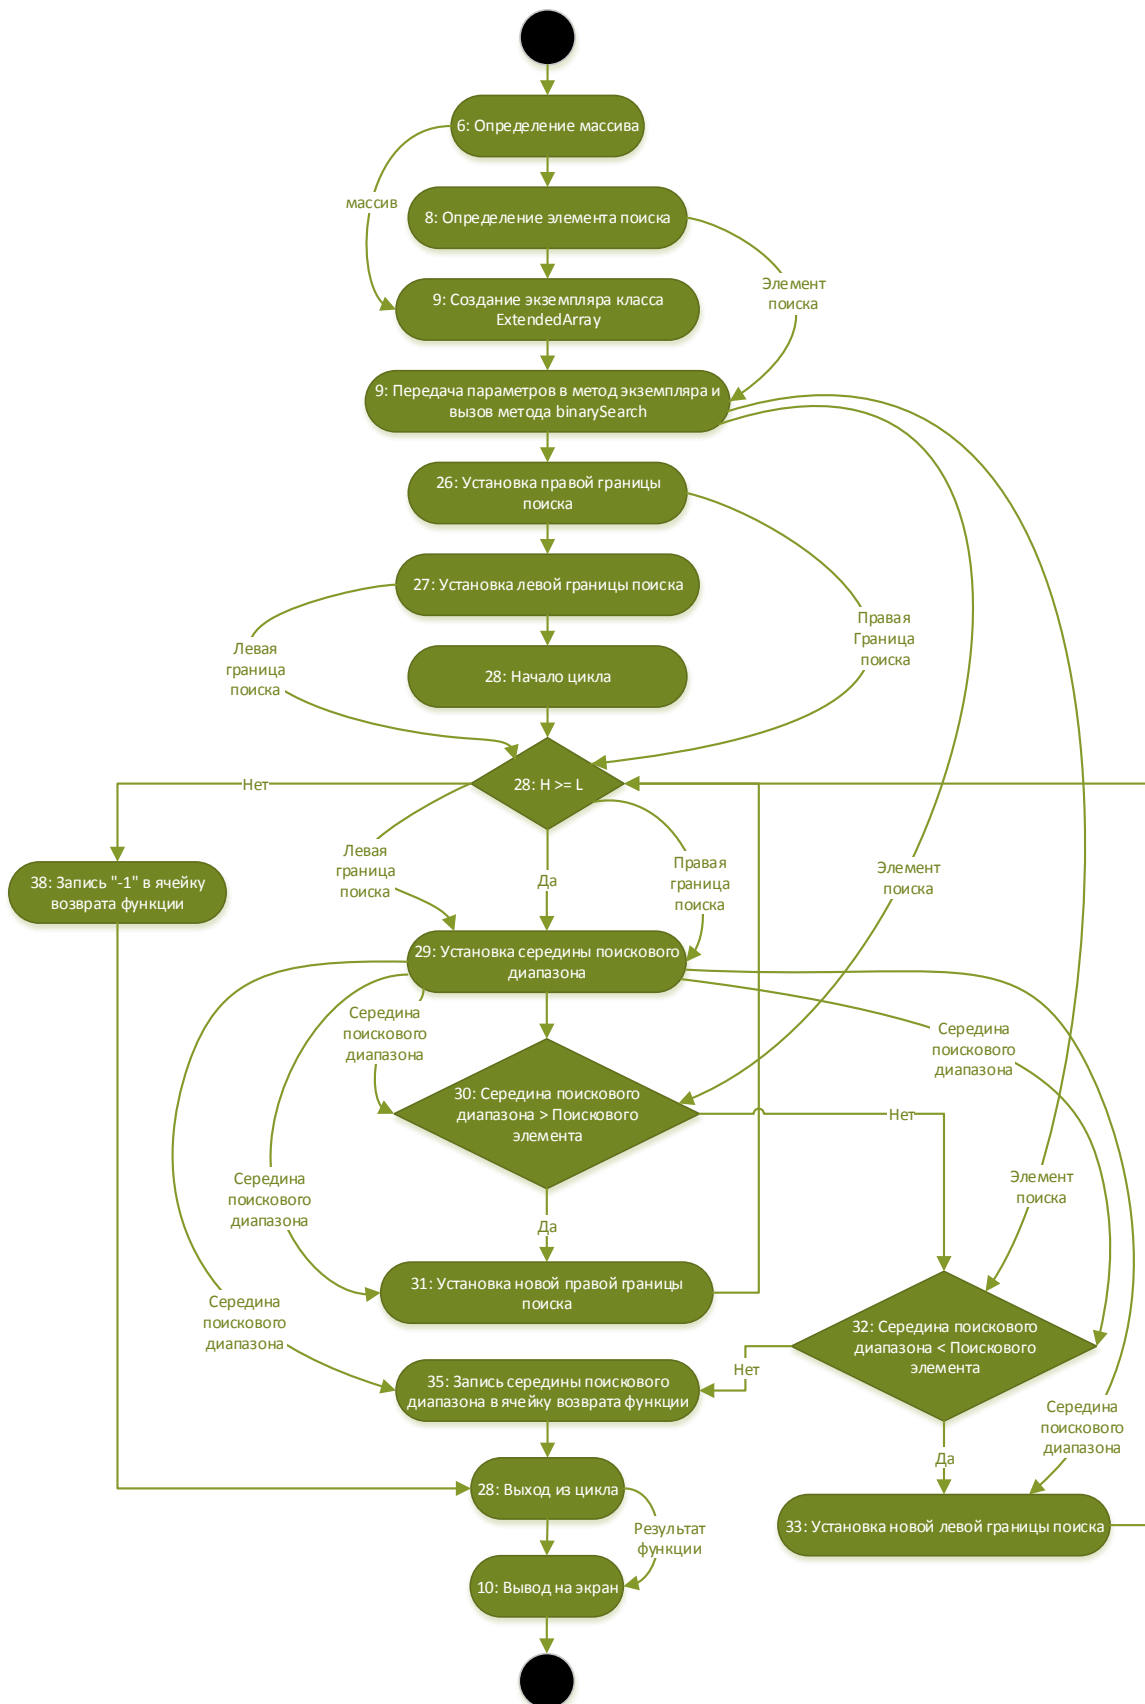 6: Определение массива
массив
8: Определение элемента поиска
Элемент
поиска
9: Создание экземпляра класса
ExtendedArray
9: Передача параметров в метод экземпляра и
вызов метода binarySearch
26: Установка правой границы
поиска
27: Установка левой границы поиска
Правая
Граница
поиска
Левая
граница
поиска
28: Начало цикла
28: H >= L
Нет
Левая
граница
поиска
Да
Правая
граница
поиска
Элемент
поиска
38: Запись "-1" в ячейку
возврата функции
29: Установка середины поискового
диапазона
Середина
поискового
диапазона
Середина
поискового
диапазона
30: Середина поискового
диапазона > Поискового
элемента
Нет
Середина
поискового
диапазона
Элемент
поиска
Да
31: Установка новой правой границы
поиска
Середина
поискового
диапазона
32: Середина поискового
диапазона < Поискового
элемента
Нет
35: Запись середины поискового
диапазона в ячейку возврата функции
Середина
поискового
диапазона
Да
28: Выход из цикла
Результат
функции
33: Установка новой левой границы поиска
10: Вывод на экран